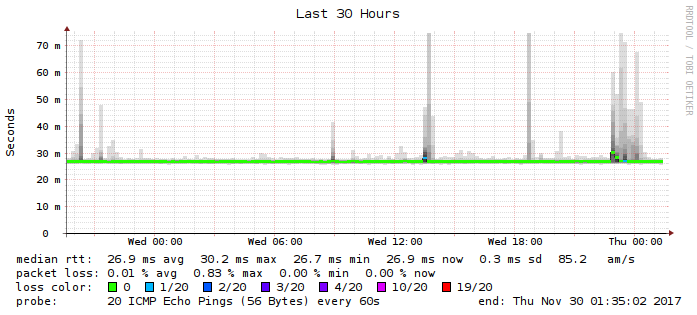 Last 30 Hours
RRDTOOL / TOBI OETIKER
Seconds
70 m
60 m
50 m
40 m
30 m
20 m
10 m
0
Wed 00:00 Wed 06:00 Wed 12:00 Wed 18:00 Thu 00:00
median rtt: 26.9 ms avg 30.2 ms max 26.7 ms min 26.9 ms now 0.3 ms sd 85.2 am/s
packet loss: 0.01 % avg 0.83 % max 0.00 % min 0.00 % now
loss color: 0 1/20 2/20 3/20 4/20 10/20 19/20
probe: 20 ICMP Echo Pings (56 Bytes) every 60s end: Thu Nov 30 01:35:02 2017